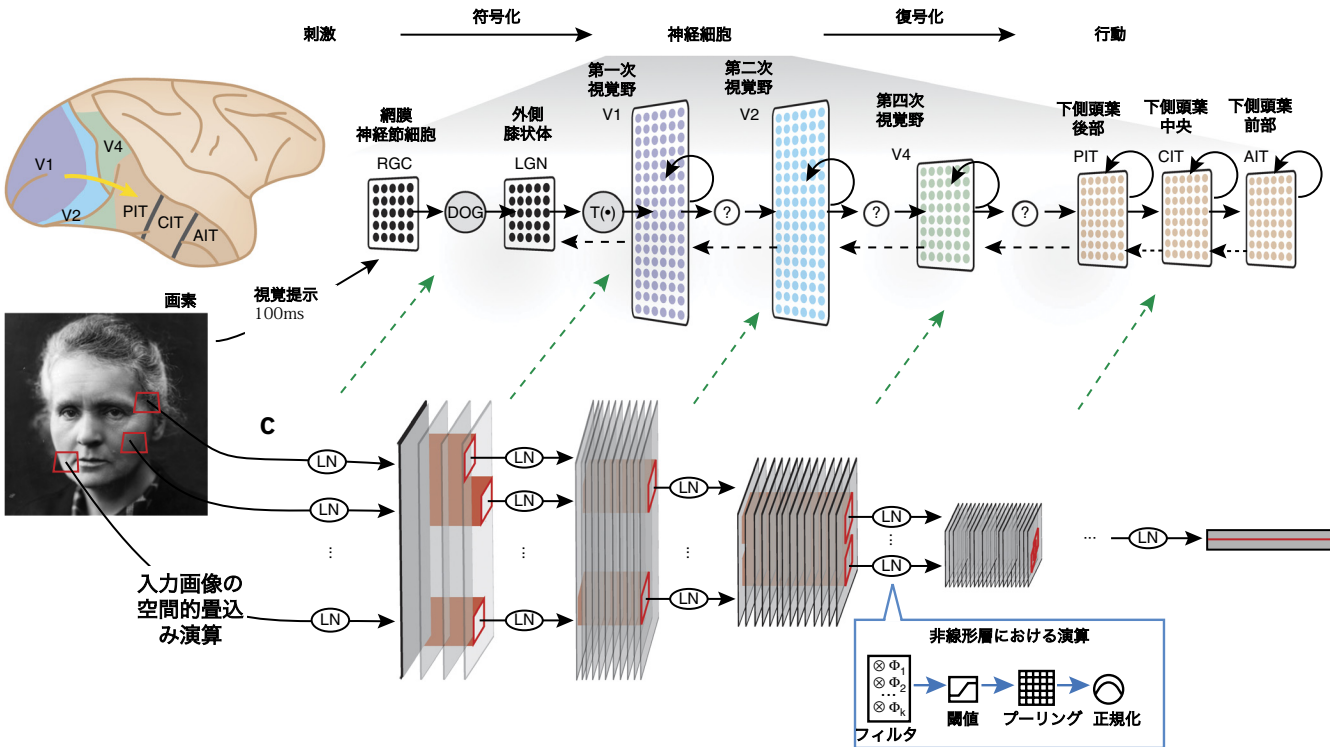 刺激
符号化
神経細胞
復号化
行動
第一次
視覚野
V1
第二次
視覚野
V2
網膜
神経節細胞
RGC
外側
膝状体
LGN
第四次
視覚野
V4
下側頭葉
後部
PIT
下側頭葉
中央
CIT
下側頭葉
前部
AIT
V1
V4
V2
PIT
CIT
AIT
DOG
T(•)
?
?
?
画素
視覚提示
100ms
C
LN
LN
...
LN
LN
LN
...
LN
LN
...
LN
LN
...
LN
...
LN
入力画像の
空間的畳込
み演算
非線形層における演算
⊗ Φ1
⊗ Φ2
...
⊗ Φk
フィルタ
閾値
プーリング
正規化